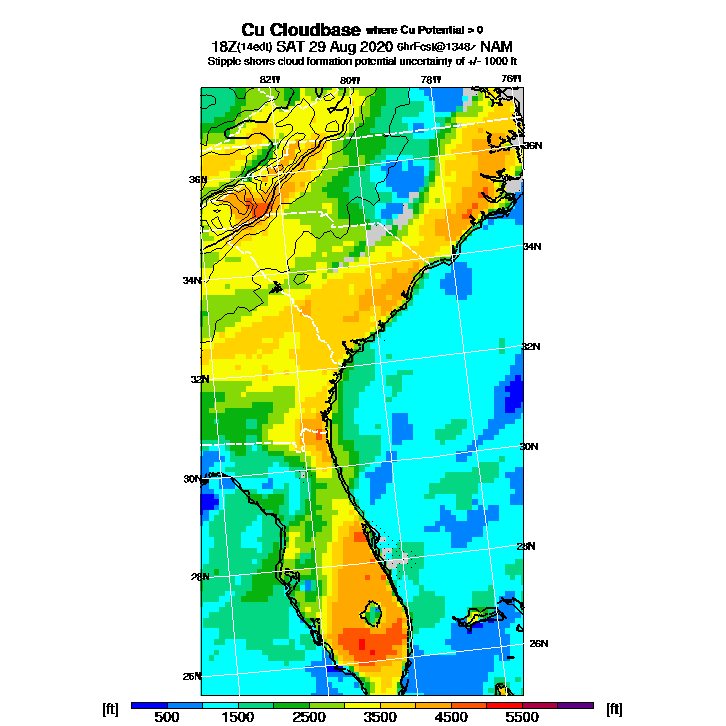 Cu Cloudbase where Cu Potential > 0
18Z(14edt) SAT 29 Aug 2020 6hrFcst@1348z NAM
Stipple shows cloud formation potential uncertainty of +/- 1000 ft
82W 80W 78W 76W
36N
36N
34N
34N
32N
32N
30N
30N
28N
28N
26N
26N
[ft] 500 1500 2500 3500 4500 5500 [ft]